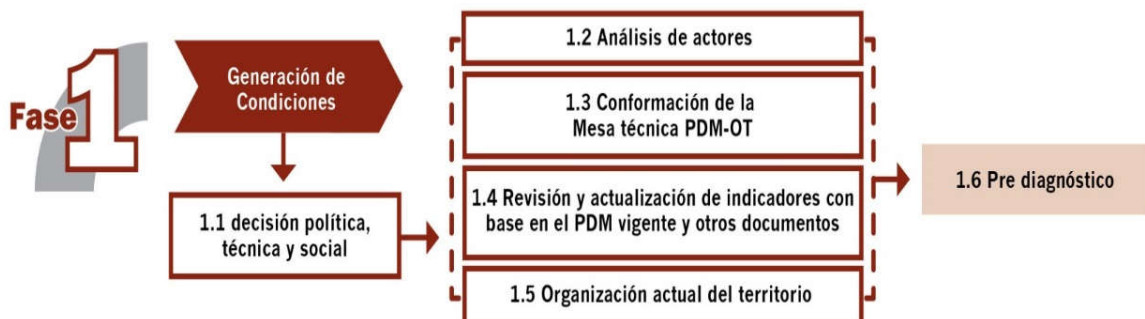 Fase 1
Generación de
Condiciones
1.1 decisión política,
técnica y social
1.2 Análisis de actores
1.3 Conformación de la
Mesa técnica PDM-OT
1.4 Revisión y actualización de indicadores con
base en el PDM vigente y otros documentos
1.5 Organización actual del territorio
1.6 Pre diagnóstico